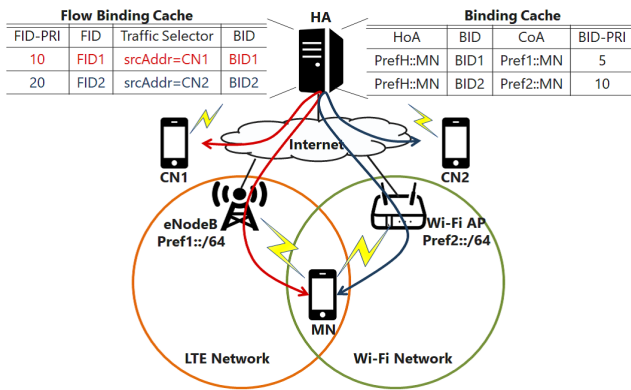 Flow Binding Cache
FID-PRI FID Traffic Selector BID
10 FID1 srcAddr=CN1 BID1
20 FID2 srcAddr=CN2 BID2
HA
Binding Cache
HoA BID CoA BID-PRI
PrefH::MN BID1 Pref1::MN 5
PrefH::MN BID2 Pref2::MN 10
Internet
CN1
CN2
eNodeB
Pref1::/64
Wi-Fi AP
Pref2::/64
MN
LTE Network
Wi-Fi Network